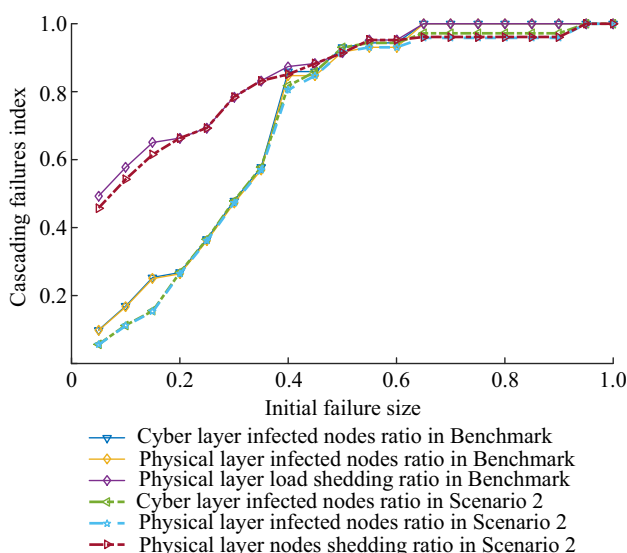 1.0
0.8
0.6
0.4
0.2
Cascading failures index
0
0.2
0.4
0.6
0.8
1.0
Initial failure size
Cyber layer infected nodes ratio in Benchmark
Physical layer infected nodes ratio in Benchmark
Physical layer load shedding ratio in Benchmark
Cyber layer infected nodes ratio in Scenario 2
Physical layer infected nodes ratio in Scenario 2
Physical layer nodes shedding ratio in Scenario 2